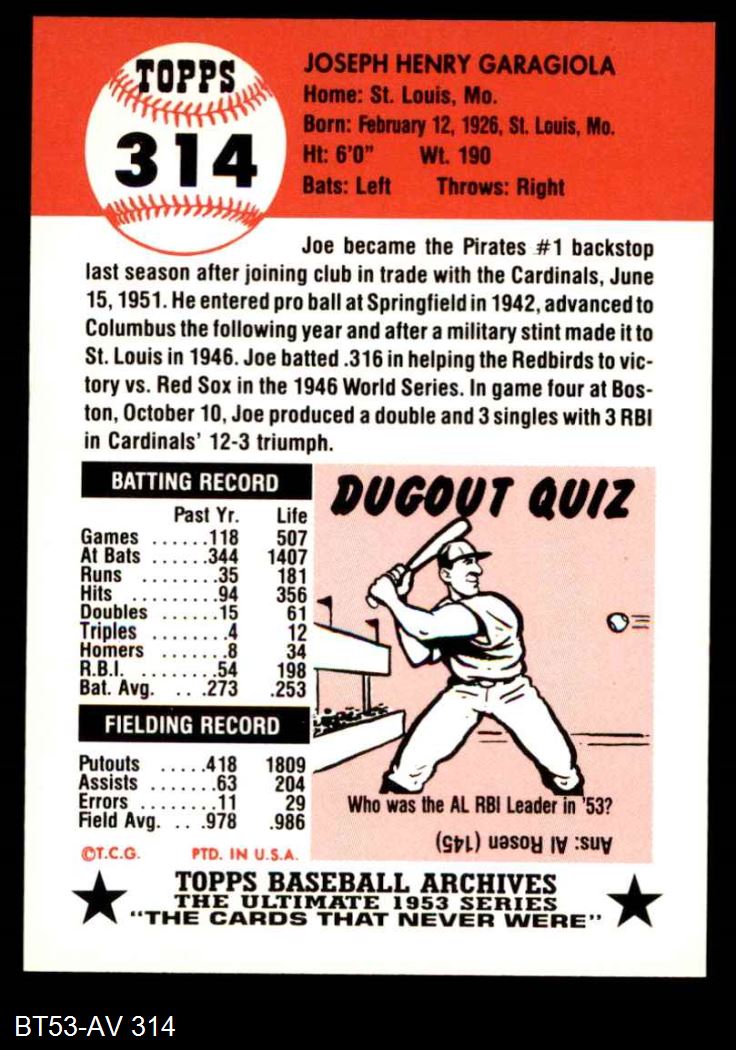 TOPPS
314
JOSEPH HENRY GARAGIOLA
Home: St. Louis, Mo.
Born: February 12, 1926, St. Louis, Mo.
Ht: 6'0" Wt. 190
Bats: Left Throws: Right
Joe became the Pirates #1 backstop
last season after joining club in trade with the Cardinals, June
15, 1951. He entered pro ball at Springfield in 1942, advanced to
Columbus the following year and after a military stint made it to
St. Louis in 1946. Joe batted .316 in helping the Redbirds to vic-
tory vs. Red Sox in the 1946 World Series. In game four at Bos-
ton, October 10, Joe produced a double and 3 singles with 3 RBI
in Cardinals' 12-3 triumph.
BATTING RECORD
Past Yr. Life
Games ......118 507
At Bats ......344 1407
Runs .......35 181
Hits .......94 356
Doubles .....15 61
Triples .......4 12
Homers ......8 34
R.B.I. .......54 198
Bat. Avg. ...273 .253
FIELDING RECORD
Putouts .....418 1809
Assists ......63 204
Errors .......11 29
Field Avg. .. .978 .986
©T.C.G. PTD. IN U.S.A.
DUGOUT QUIZ
Who was the AL RBI Leader in '53?
Ans: Al Rosen (145)
TOPPS BASEBALL ARCHIVES
THE ULTIMATE 1953 SERIES
"THE CARDS THAT NEVER WERE"
BT53-AV 314